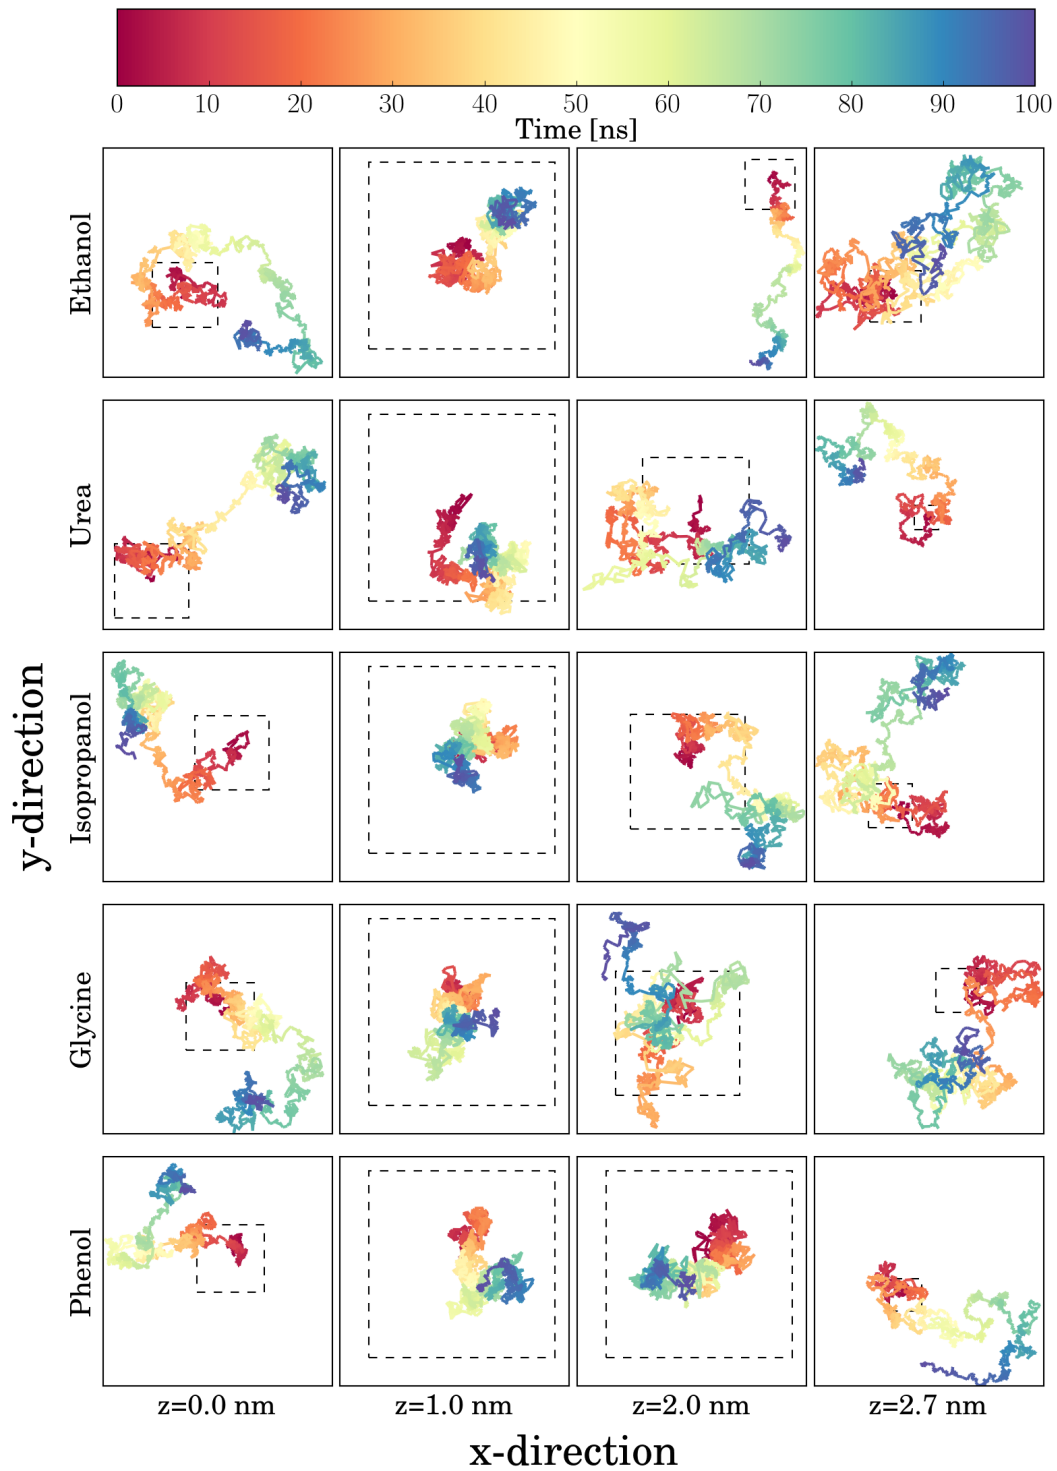 0 10 20 30 40 50 60 70 80 90 100
Time [ns]
Ethanol
Urea
Isopropanol
Glycine
Phenol
y-direction
z=0.0 nm z=1.0 nm z=2.0 nm z=2.7 nm
x-direction